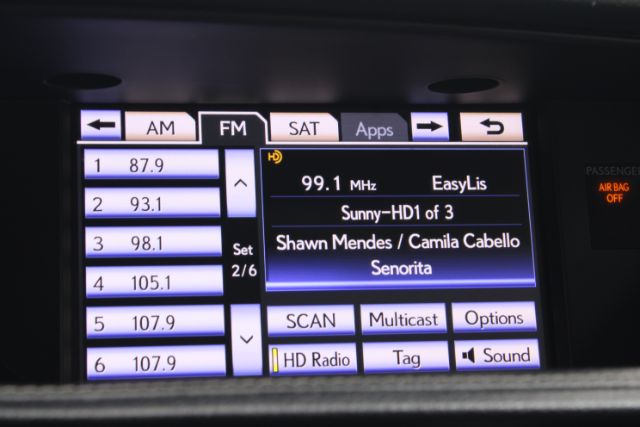 AM FM SAT Apps
1 87.9
2 93.1
3 98.1
4 105.1
5 107.9
6 107.9
Set
2/6
HD
99.1 MHz EasyLis
Sunny-HD1 of 3
Shawn Mendes / Camila Cabello
Senorita
SCAN Multicast Options
HD Radio Tag Sound
PASSENGER
AIR BAG
OFF